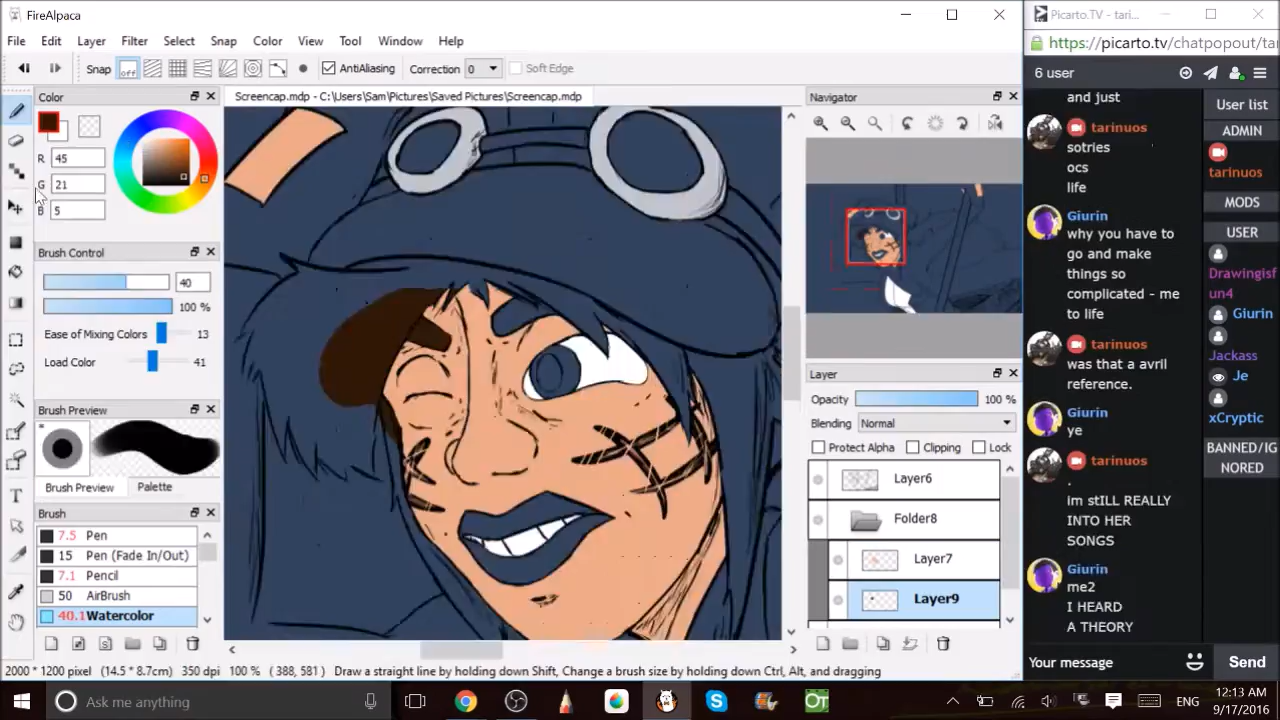 FireAlpaca
File Edit Layer Filter Select Snap Color View Tool Window Help
Snap off AntiAliasing Correction 0 Soft Edge
Color
R 45
G 21
B 5
Brush Control
40
100 %
Ease of Mixing Colors 13
Load Color 41
Brush Preview
Brush Preview Palette
Brush
7.5 Pen
15 Pen (Fade In/Out)
7.1 Pencil
50 AirBrush
40.1 Watercolor
Screencap.mdp - C:\Users\Sam\Pictures\Saved Pictures\Screencap.mdp
Navigator
Layer
Opacity 100 %
Blending Normal
Protect Alpha Clipping Lock
Layer6
Folder8
Layer7
Layer9
2000 * 1200 pixel (14.5 * 8.7cm) 350 dpi 100 % ( 388, 581 ) Draw a straight line by holding down Shift, Change a brush size by holding down Ctrl, Alt, and dragging
Picarto.TV - tari...
https://picarto.tv/chatpopout/tar
6 user
and just
tarinuos
sotries
ocs
life
Giurin
why you have to
go and make
things so
complicated - me
to life
tarinuos
was that a avril
reference.
Giurin
ye
tarinuos
.
im stILL REALLY
INTO HER
SONGS
Giurin
me2
I HEARD
A THEORY
Your message Send
User list
ADMIN
tarinuos
MODS
USER
Drawingisf
un4
Giurin
Jackass
Je
xCryptic
BANNED/IG
NORED
Ask me anything
ENG
12:13 AM
9/17/2016